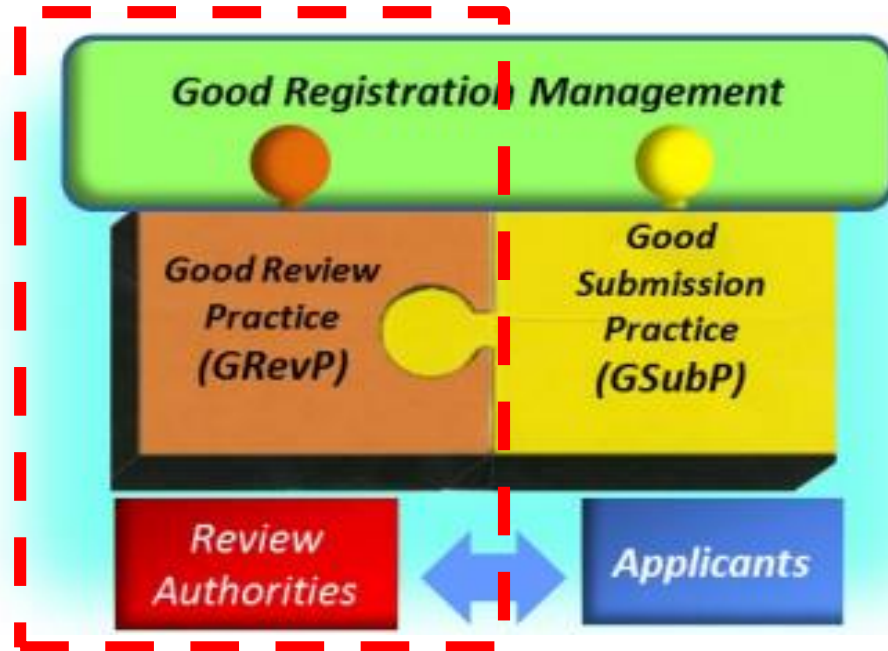 Good Registration Management
Good Review
Practice
(GRevP)
Good
Submission
Practice
(GSubP)
Review
Authorities
Applicants